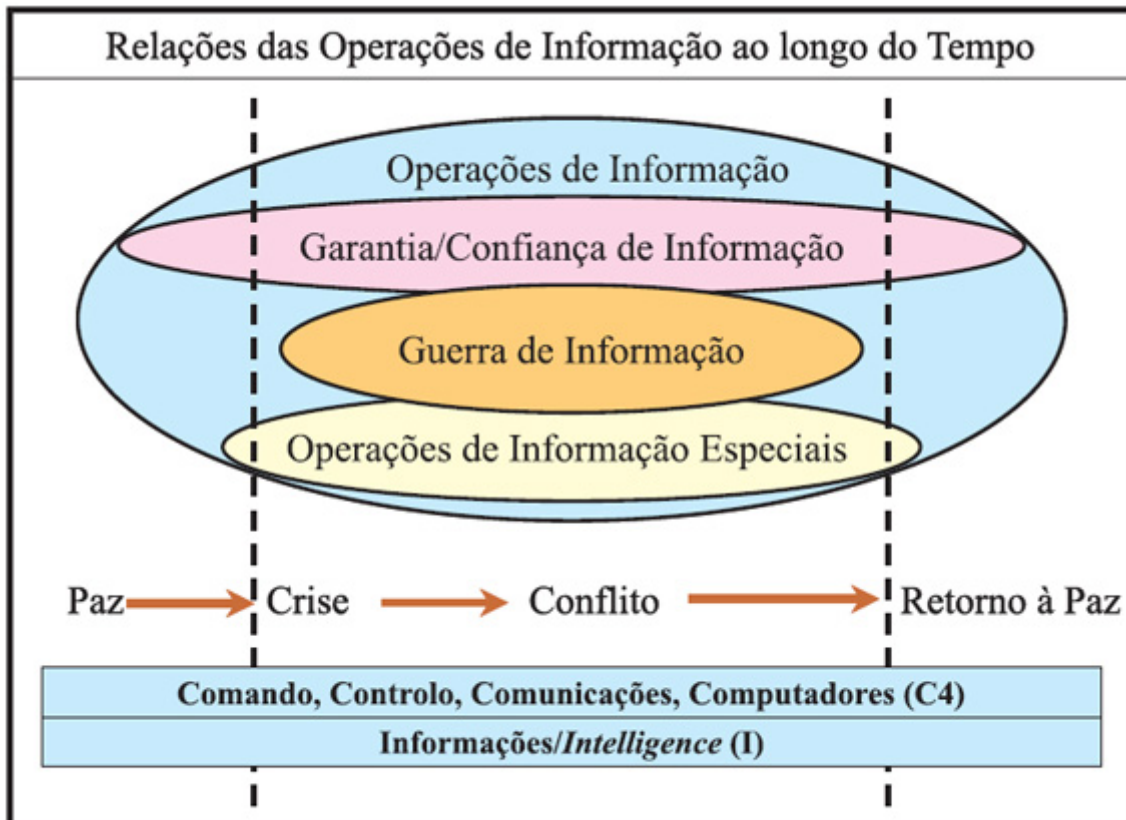 Relações das Operações de Informação ao longo do Tempo
Operações de Informação
Garantia/Confiança de Informação
Guerra de Informação
Operações de Informação Especiais
Paz Crise Conflito Retorno à Paz
Comando, Controlo, Comunicações, Computadores (C4)
Informações/Intelligence (I)